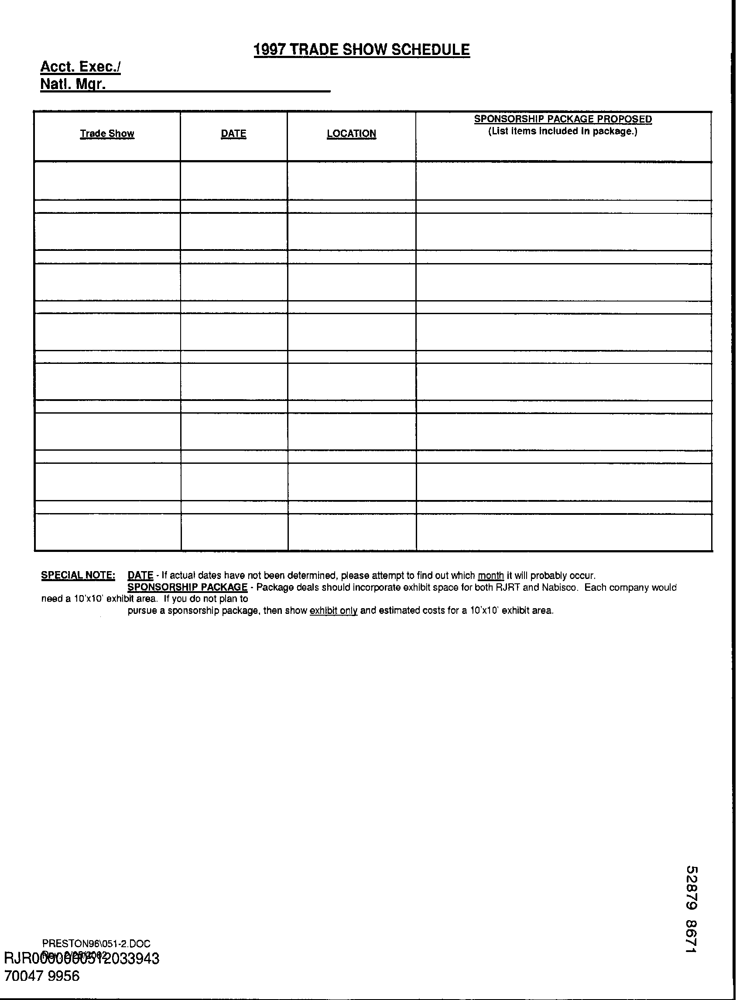 1997 TRADE SHOW SCHEDULE
Acct. Exec./
Natl. Mgr.
Trade Show
DATE
LOCATION
SPONSORSHIP PACKAGE PROPOSED
(List items included in package.)
SPECIAL NOTE: DATE - If actual dates have not been determined, please attempt to find out which month it will probably occur.
SPONSORSHIP PACKAGE - Package deals should incorporate exhibit space for both RJRT and Nabisco. Each company would
need a 10'x10' exhibit area. If you do not plan to
pursue a sponsorship package, then show exhibit only and estimated costs for a 10'x10' exhibit area.
52879 8671
PRESTON96\051-2.DOC
RJR0000000512033943
70047 9956